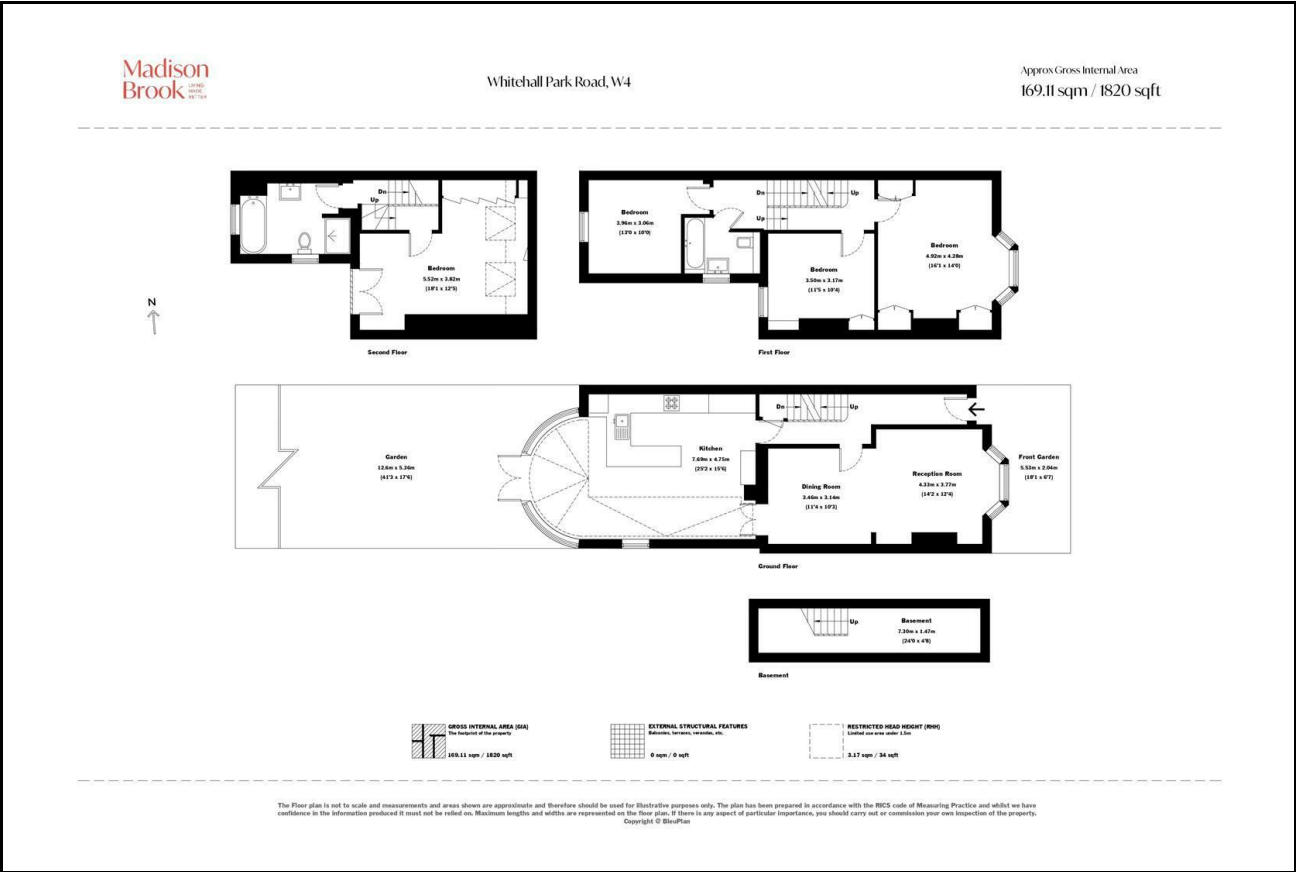 Madison
Brook LIVING
MADE
BETTER
Whitehall Park Road, W4
Approx Gross Internal Area
169.11 sqm / 1820 sqft
Dn
Up
Bedroom
5.52m x 3.82m
(18'1 x 12'5)
N
Second Floor
Bedroom
3.96m x 3.06m
(13'0 x 10'0)
Dn
Up
Up
Bedroom
3.50m x 3.17m
(11'5 x 10'4)
Bedroom
4.92m x 4.28m
(16'1 x 14'0)
First Floor
Garden
12.6m x 5.36m
(41'3 x 17'6)
Kitchen
7.69m x 4.75m
(25'2 x 15'6)
Dn
Up
Dining Room
3.46m x 3.14m
(11'4 x 10'3)
Reception Room
4.33m x 3.77m
(14'2 x 12'4)
Front Garden
5.53m x 2.04m
(18'1 x 6'7)
Ground Floor
Up
Basement
7.30m x 1.47m
(24'0 x 4'8)
Basement
GROSS INTERNAL AREA (GIA)
The footprint of the property
169.11 sqm / 1820 sqft
EXTERNAL STRUCTURAL FEATURES
Balconies, terraces, verandas, etc.
0 sqm / 0 sqft
RESTRICTED HEAD HEIGHT (RHH)
Limited use area under 1.5m
3.17 sqm / 34 sqft
The Floor plan is not to scale and measurements and areas shown are approximate and therefore should be used for illustrative purposes only. The plan has been prepared in accordance with the RICS code of Measuring Practice and whilst we have
confidence in the information produced it must not be relied on. Maximum lengths and widths are represented on the floor plan. If there is any aspect of particular importance, you should carry out or commission your own inspection of the property.
Copyright @ BleuPlan